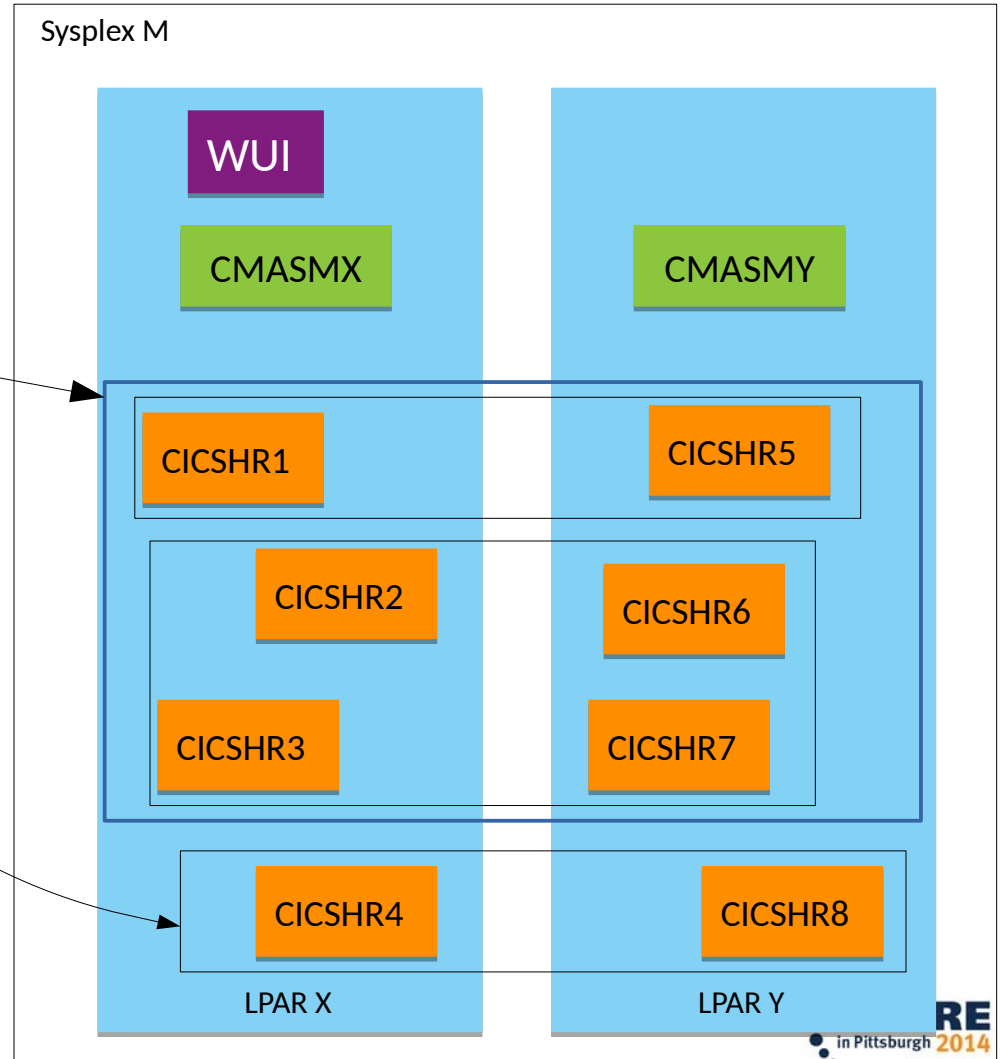 Sysplex M
WUI
CMASMX
CMASMY
CICSHR1
CICSHR5
CICSHR2
CICSHR6
CICSHR3
CICSHR7
CICSHR4
CICSHR8
LPAR X
LPAR Y
RE
in Pittsburgh 2014